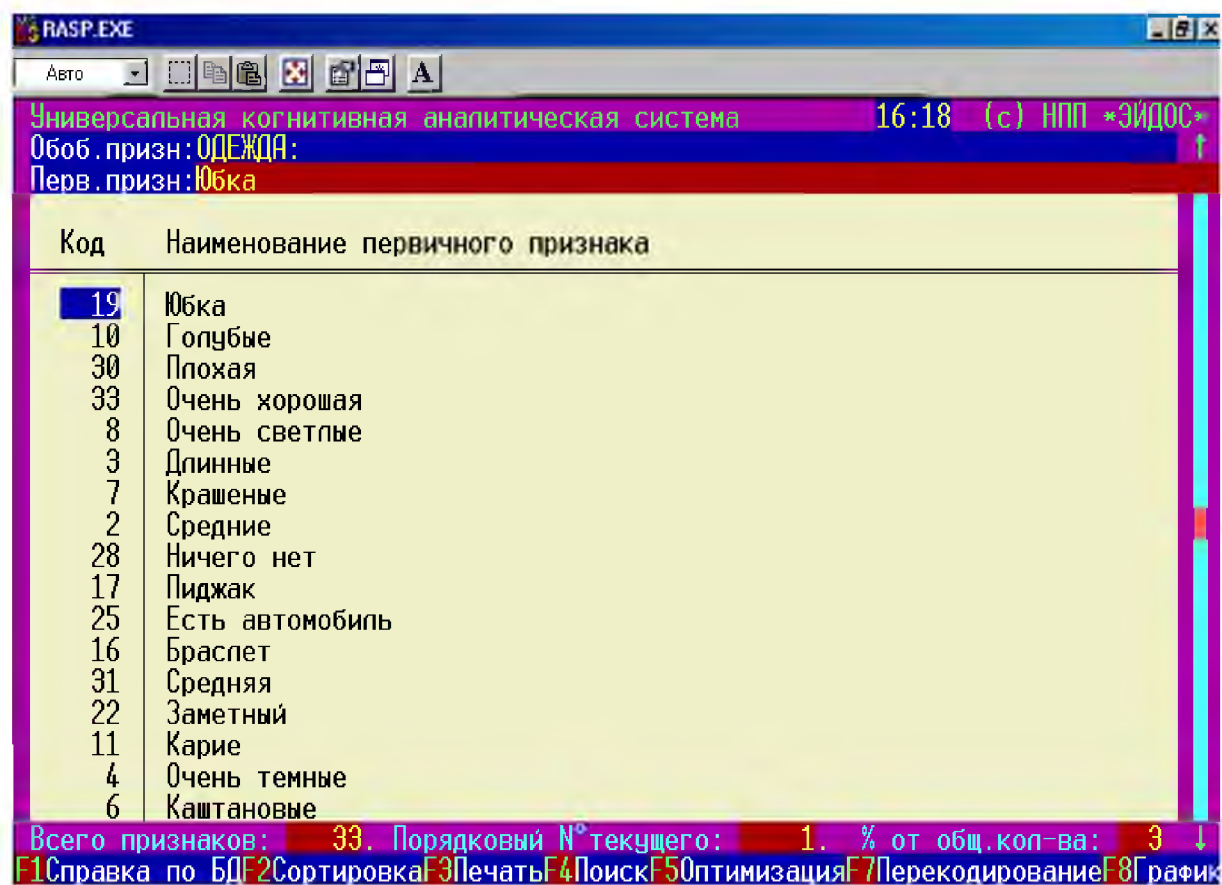 RASP.EXE
Авто
A
Универсальная когнитивная аналитическая система 16:18 (c) НПП *ЭЙДОС*
Обоб.призн:ОДЕЖДА: ↑
Перв.призн:Юбка
Код Наименование первичного признака
19 Юбка
10 Голубые
30 Плохая
33 Очень хорошая
8 Очень светлые
3 Длинные
7 Крашеные
2 Средние
28 Ничего нет
17 Пиджак
25 Есть автомобиль
16 Браслет
31 Средняя
22 Заметный
11 Карие
4 Очень темные
6 Каштановые
Всего признаков: 33. Порядковый N°текущего: 1. % от общ.кол-ва: 3 ↓
F1Справка по БДF2СортировкаF3ПечатьF4ПоискF5ОптимизацияF7ПерекодированиеF8График